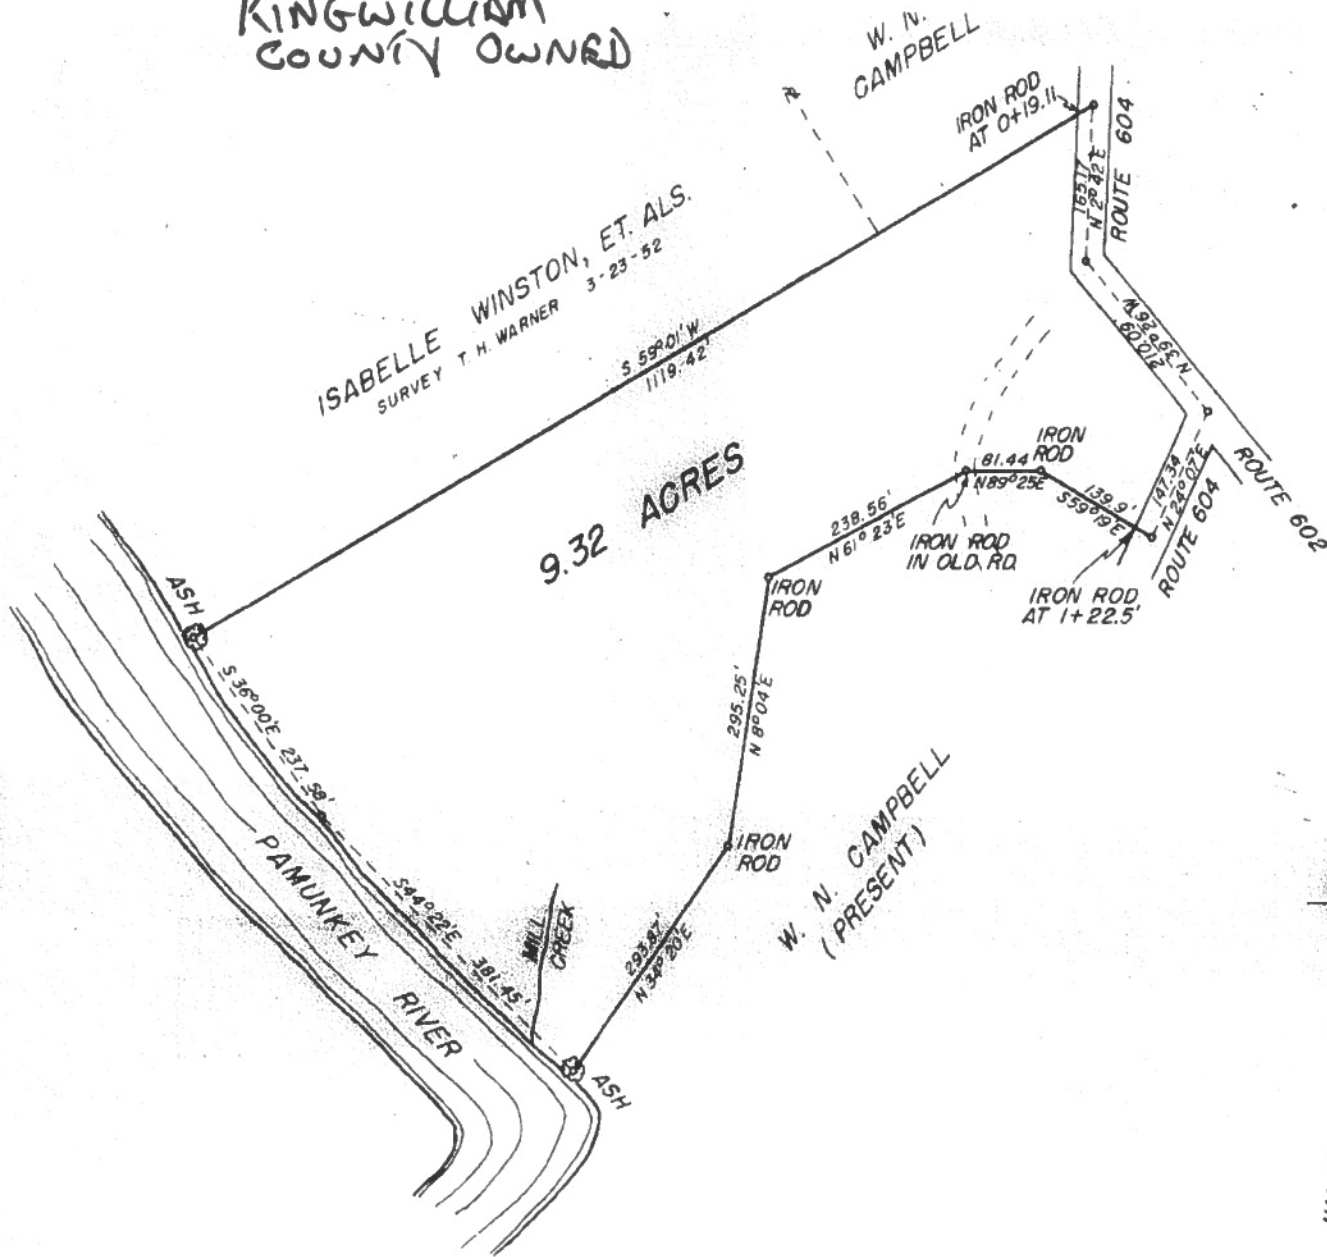 KINGWILLIAM
COUNTY OWNED
W. N.
CAMPBELL
IRON ROD
AT 0+19.11
ROUTE 604
165.17
N 2° 42' E
ISABELLE WINSTON, ET. ALS.
SURVEY T. H. WARNER 3-23-52
S 59°01' W
1119.42'
N 39° 26' W
210.09'
9.32 ACRES
IRON
ROD
81.44
N89°25E
139.9'
S59°19'E
147.34
N 24° 07'E
ROUTE 604
ROUTE 602
238.56'
N 61° 23'E
IRON ROD
IN OLD RD.
IRON ROD
AT 1+22.5'
IRON
ROD
ASH
S 36°00'E 237.58'
295.25'
N 8°04'E
PAMUNKEY
RIVER
S44°22'E 381.45'
MILL
CREEK
IRON
ROD
293.87'
N 34° 20'E
W. N. CAMPBELL
(PRESENT)
ASH